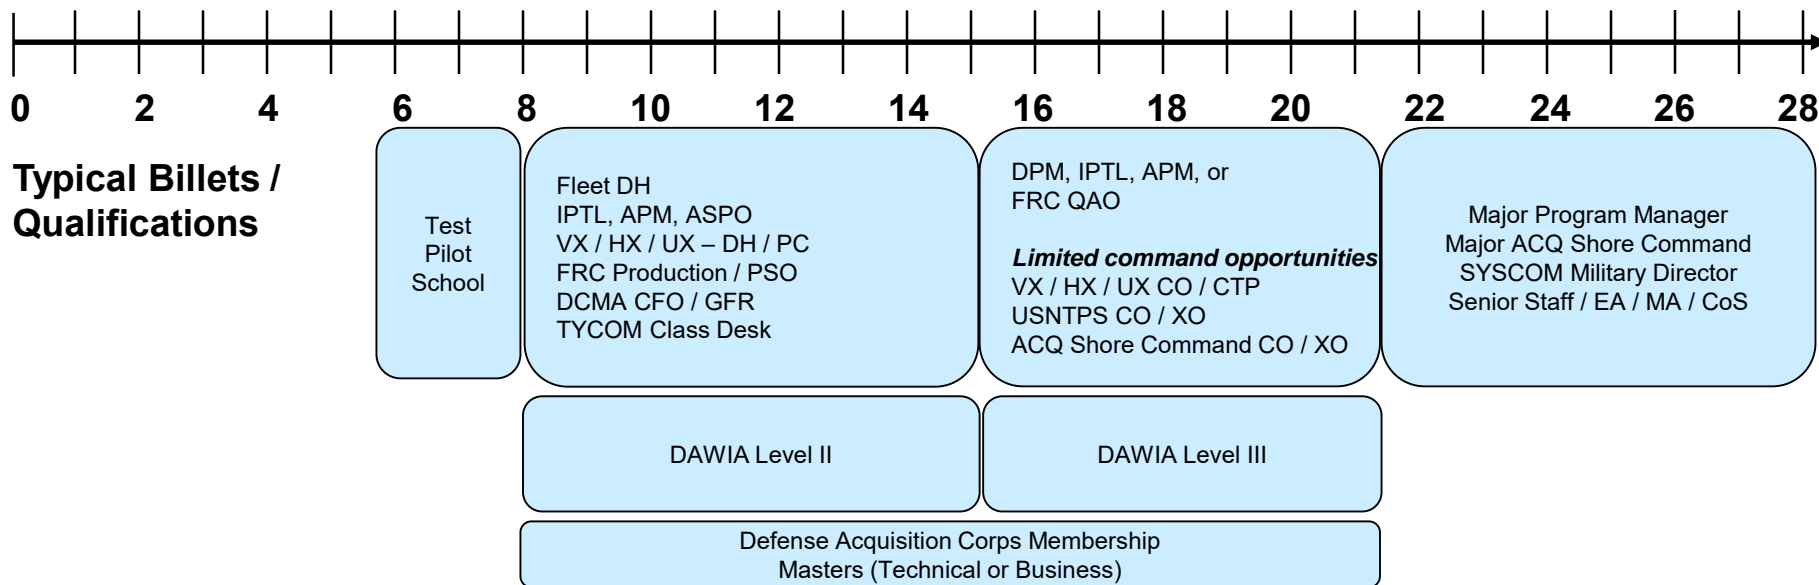 0 2 4 6 8 10 12 14 16 18 20 22 24 26 28
Typical Billets /
Qualifications
Test
Pilot
School
Fleet DH
IPTL, APM, ASPO
VX / HX / UX – DH / PC
FRC Production / PSO
DCMA CFO / GFR
TYCOM Class Desk
DPM, IPTL, APM, or
FRC QAO
Limited command opportunities
VX / HX / UX CO / CTP
USNTPS CO / XO
ACQ Shore Command CO / XO
Major Program Manager
Major ACQ Shore Command
SYSCOM Military Director
Senior Staff / EA / MA / CoS
DAWIA Level II
DAWIA Level III
Defense Acquisition Corps Membership
Masters (Technical or Business)